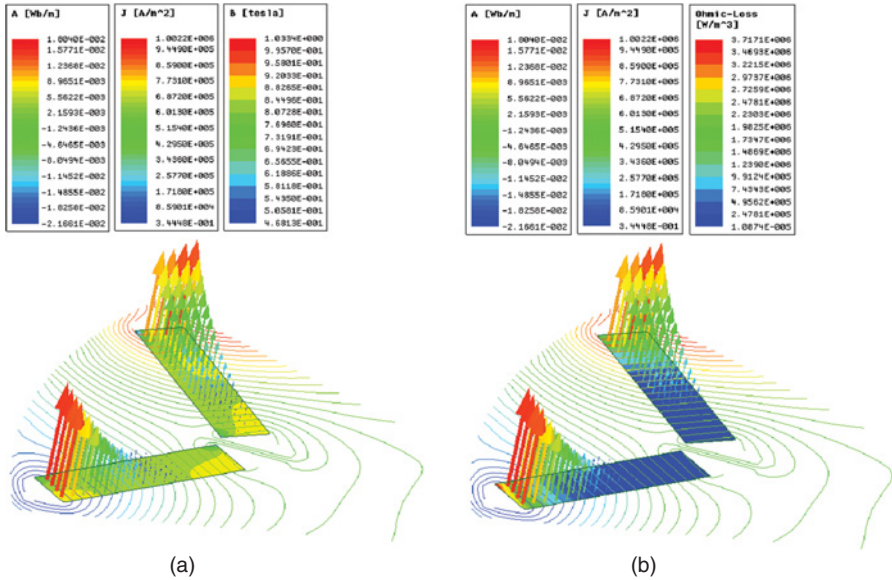 A [Wb/m]
1.8040E-002
1.5771E-002
1.2368E-002
8.9651E-003
5.5622E-003
2.1593E-003
-1.2436E-003
-4.6465E-003
-8.0494E-003
-1.1452E-002
-1.4855E-002
-1.8258E-002
-2.1661E-002
J [A/m^2]
1.0022E+006
9.4490E+005
8.5900E+005
7.7310E+005
6.8720E+005
6.0130E+005
5.1540E+005
4.2950E+005
3.4360E+005
2.5770E+005
1.7180E+005
8.5901E+004
3.4448E-001
B [tesla]
1.0334E+000
9.9570E-001
9.5801E-001
9.2033E-001
8.8265E-001
8.4496E-001
8.0728E-001
7.6960E-001
7.3191E-001
6.9423E-001
6.5655E-001
6.1886E-001
5.8118E-001
5.4350E-001
5.0581E-001
4.6813E-001
A [Wb/m]
1.8040E-002
1.5771E-002
1.2368E-002
8.9651E-003
5.5622E-003
2.1593E-003
-1.2436E-003
-4.6465E-003
-8.0494E-003
-1.1452E-002
-1.4855E-002
-1.8258E-002
-2.1661E-002
J [A/m^2]
1.0022E+006
9.4490E+005
8.5900E+005
7.7310E+005
6.8720E+005
6.0130E+005
5.1540E+005
4.2950E+005
3.4360E+005
2.5770E+005
1.7180E+005
8.5901E+004
3.4448E-001
Ohmic-Loss
[W/m^3]
3.7171E+006
3.4693E+006
3.2215E+006
2.9737E+006
2.7259E+006
2.4781E+006
2.2303E+006
1.9825E+006
1.7347E+006
1.4869E+006
1.2390E+006
9.9124E+005
7.4343E+005
4.9562E+005
2.4781E+005
1.0874E-005
(a)
(b)